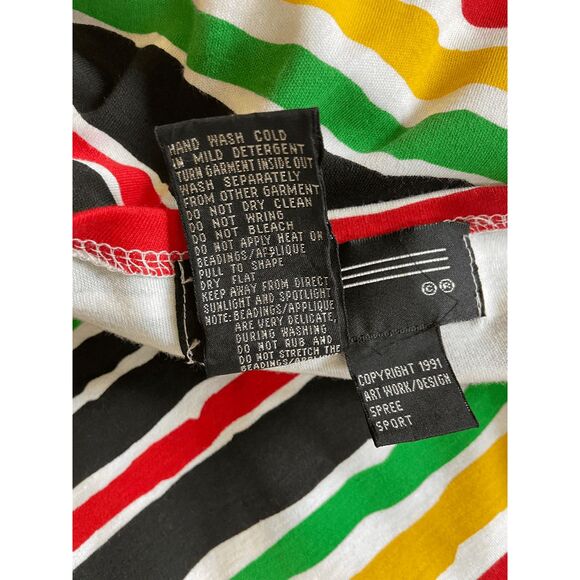 HAND WASH COLD
IN MILD DETERGENT
TURN GARMENT INSIDE OUT
WASH SEPARATELY
FROM OTHER GARMENT
DO NOT DRY CLEAN
DO NOT WRING
DO NOT BLEACH
DO NOT APPLY HEAT ON
BEADINGS/APPLIQUE
PULL TO SHAPE
DRY FLAT
KEEP AWAY FROM DIRECT
SUNLIGHT AND SPOTLIGHT
NOTE:BEADINGS/APPLIQUE
ARE VERY DELICATE,
DURING WASHING
DO NOT RUB AND
DO NOT STRETCH THE
© ®
COPYRIGHT 1991
ART WORK/DESIGN
SPREE
SPORT